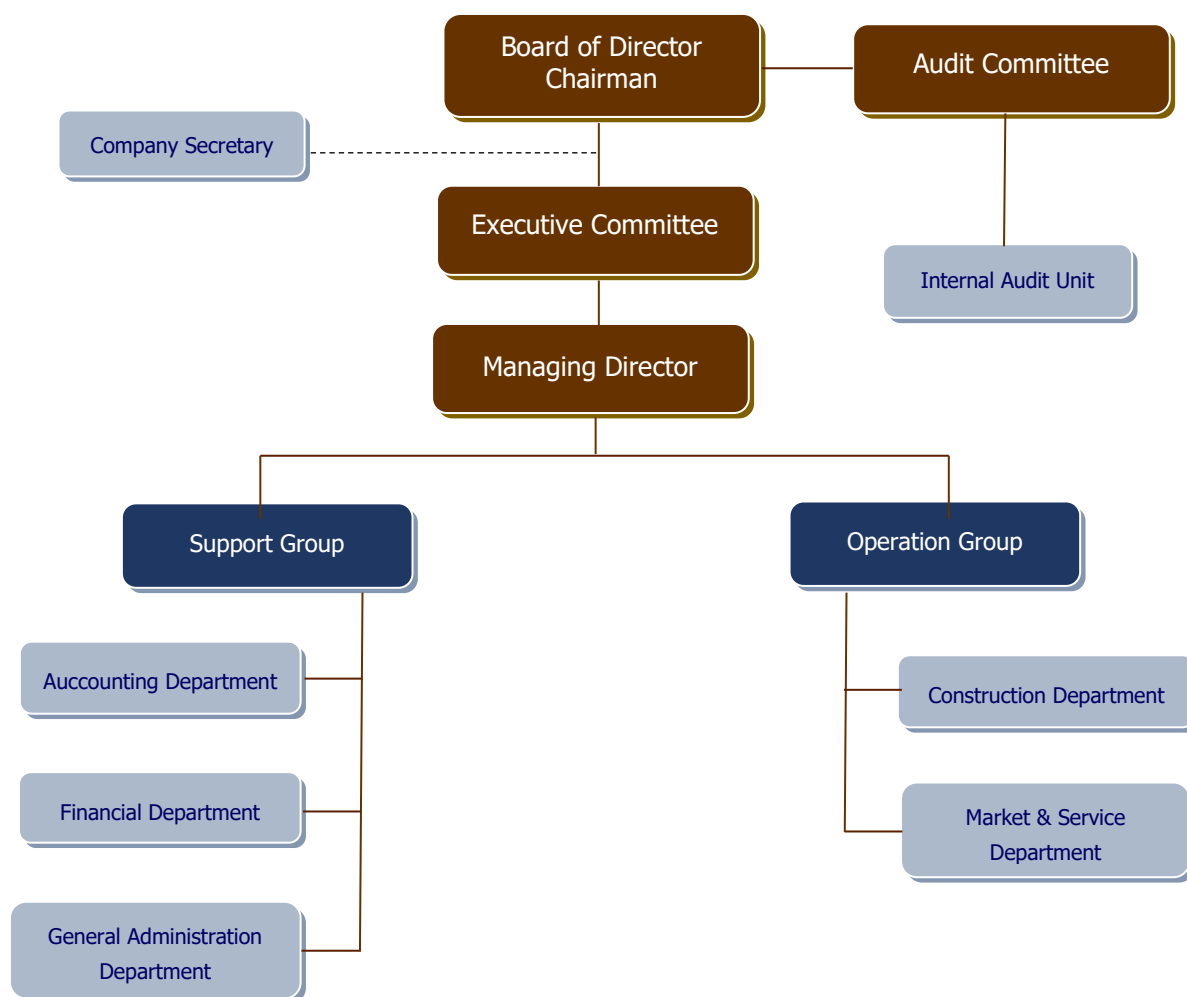 Board of Director
Chairman
Audit Committee
Company Secretary
Executive Committee
Internal Audit Unit
Managing Director
Support Group
Operation Group
Auccounting Department
Construction Department
Financial Department
Market & Service
Department
General Administration
Department